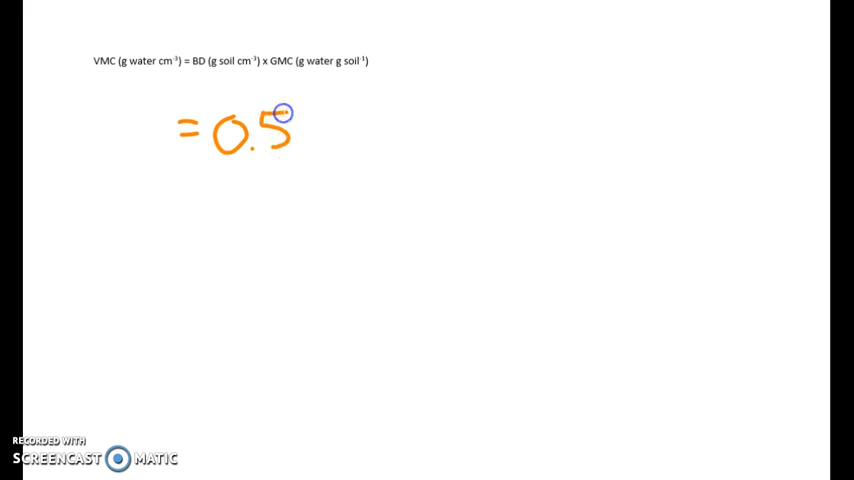 VMC (g water cm⁻³) = BD (g soil cm⁻³) x GMC (g water g soil⁻¹)
= 0.5
RECORDED WITH
SCREENCAST MATIC